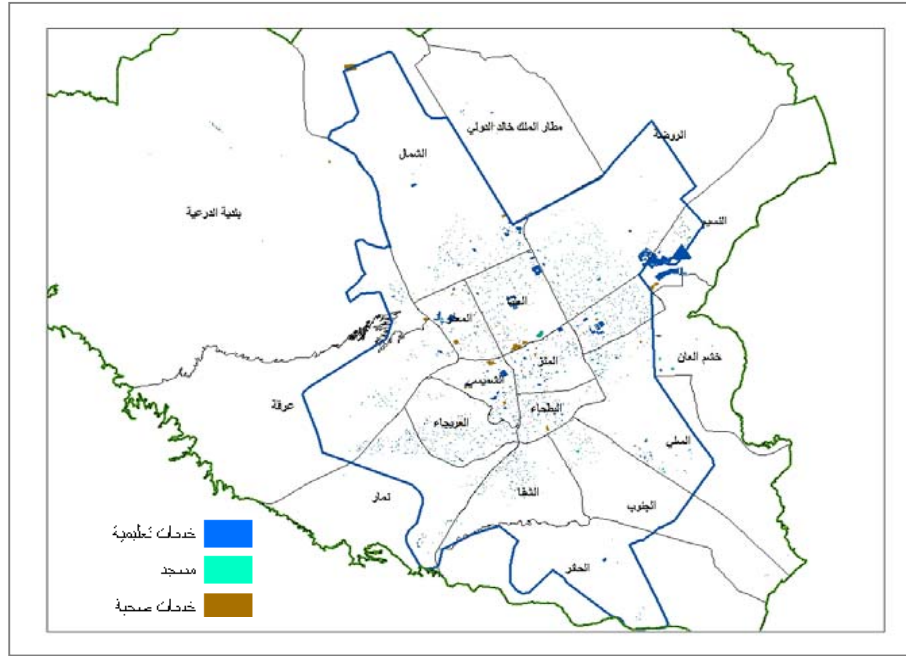 مطار الملك خالد الدولي
الروضة
الشمال
بلدية الدرعية
النسيم
العليا
المعذر
خشم العان
الملز
الشميسي
عرقة
البطحاء
العريجاء
السلي
نمار
الشفا
الجنوب
الحائر
خدمات تعليمية
مسجد
خدمات صحية